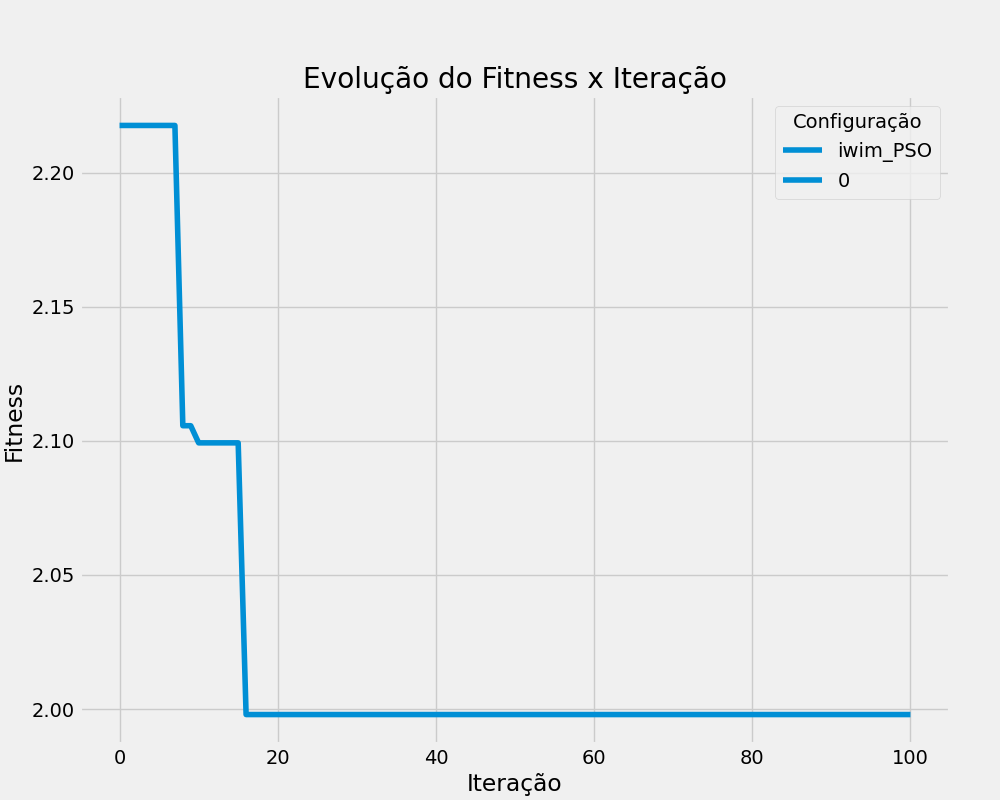 Evolução do Fitness x Iteração
Configuração
iwim_PSO
0
2.20
2.15
2.10
2.05
2.00
Fitness
0 20 40 60 80 100
Iteração